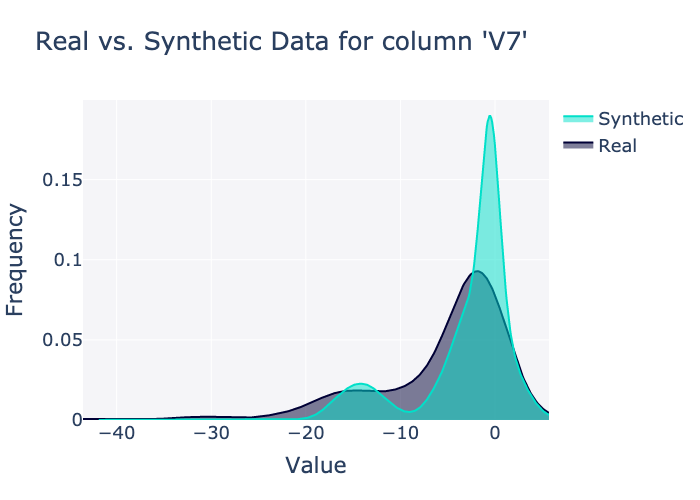 Real vs. Synthetic Data for column 'V7'
Synthetic
Real
Frequency
0.15
0.1
0.05
0
−40
−30
−20
−10
0
Value